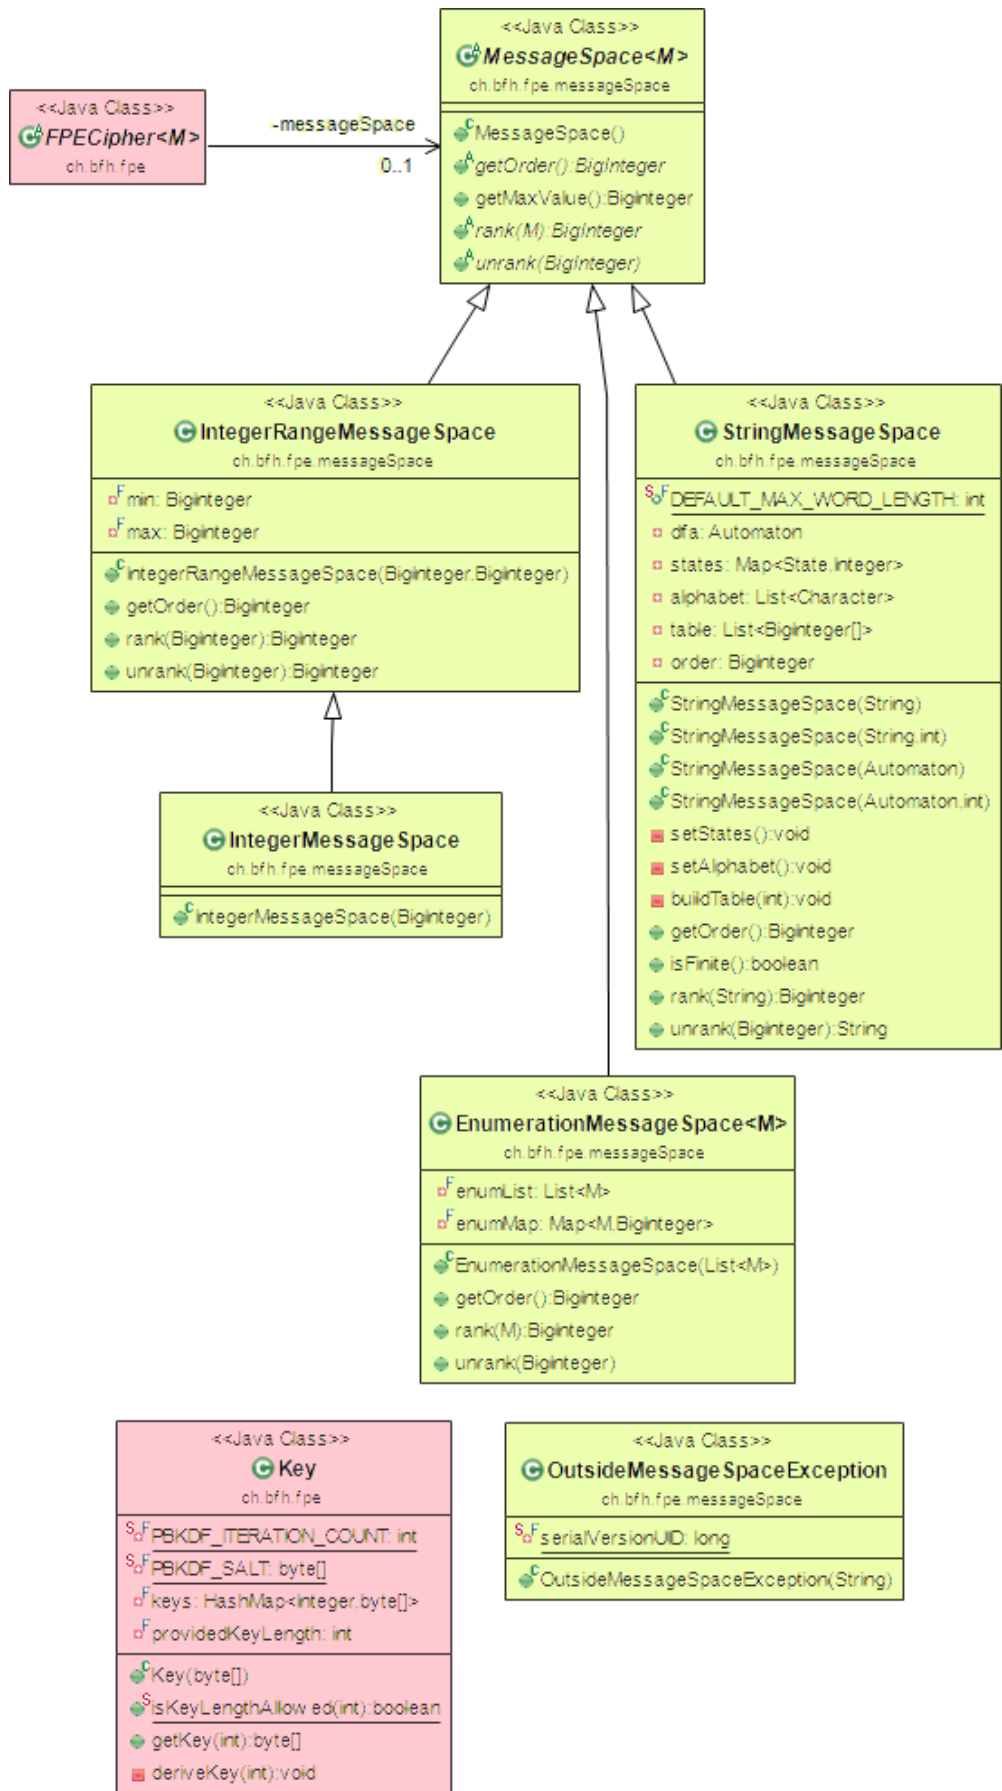 <<Java Class>>
MessageSpace<M>
ch.bfh.fpe.messageSpace
MessageSpace()
getOrder():BigInteger
getMaxValue():BigInteger
rank(M):BigInteger
unrank(BigInteger)
<<Java Class>>
FPECipher<M>
ch.bfh.fpe
-messageSpace
0..1
<<Java Class>>
IntegerRangeMessageSpace
ch.bfh.fpe.messageSpace
min: BigInteger
max: BigInteger
IntegerRangeMessageSpace(BigInteger,BigInteger)
getOrder():BigInteger
rank(BigInteger):BigInteger
unrank(BigInteger):BigInteger
<<Java Class>>
StringMessageSpace
ch.bfh.fpe.messageSpace
DEFAULT_MAX_WORD_LENGTH: int
dfa: Automaton
states: Map<State,Integer>
alphabet: List<Character>
table: List<BigInteger[]>
order: BigInteger
StringMessageSpace(String)
StringMessageSpace(String,int)
StringMessageSpace(Automaton)
StringMessageSpace(Automaton,int)
setStates():void
setAlphabet():void
buildTable(int):void
getOrder():BigInteger
isFinite():boolean
rank(String):BigInteger
unrank(BigInteger):String
<<Java Class>>
IntegerMessageSpace
ch.bfh.fpe.messageSpace
IntegerMessageSpace(BigInteger)
<<Java Class>>
EnumerationMessageSpace<M>
ch.bfh.fpe.messageSpace
enumList: List<M>
enumMap: Map<M,BigInteger>
EnumerationMessageSpace(List<M>)
getOrder():BigInteger
rank(M):BigInteger
unrank(BigInteger)
<<Java Class>>
Key
ch.bfh.fpe
PBKDF_ITERATION_COUNT: int
PBKDF_SALT: byte[]
keys: HashMap<Integer,byte[]>
providedKeyLength: int
Key(byte[])
isKeyLengthAllowed(int):boolean
getKey(int):byte[]
deriveKey(int):void
<<Java Class>>
OutsideMessageSpaceException
ch.bfh.fpe.messageSpace
serialVersionUID: long
OutsideMessageSpaceException(String)